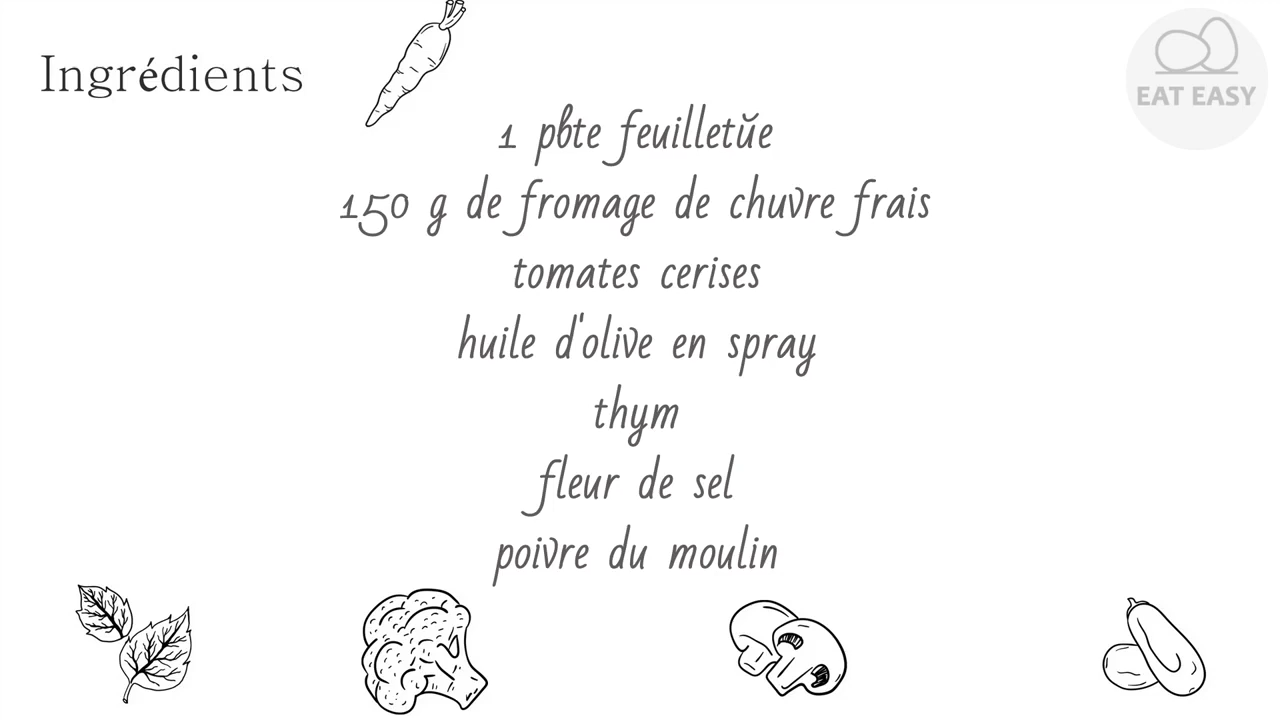 Ingrédients
EAT EASY
1 pвte feuilletŭe
150 g de fromage de chuvre frais
tomates cerises
huile d'olive en spray
thym
fleur de sel
poivre du moulin